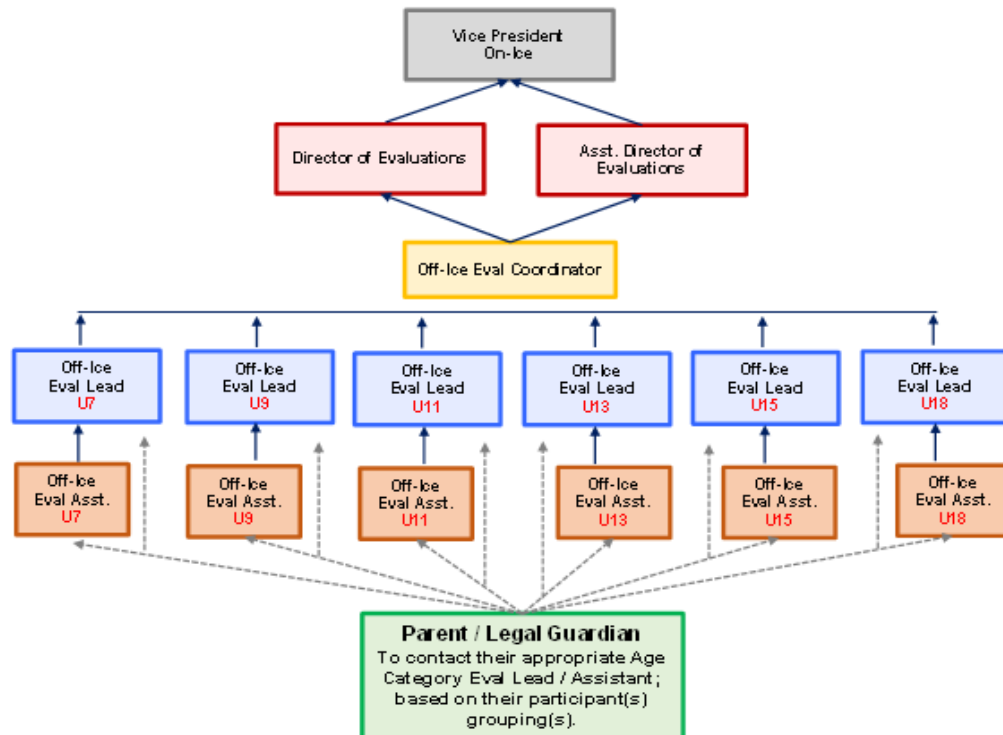 Vice President
On-Ice
Director of Evaluations
Asst. Director of
Evaluations
Off-Ice Eval Coordinator
Off-Ice
Eval Lead
U7
Off-Ice
Eval Lead
U9
Off-Ice
Eval Lead
U11
Off-Ice
Eval Lead
U13
Off-Ice
Eval Lead
U15
Off-Ice
Eval Lead
U18
Off-Ice
Eval Asst.
U7
Off-Ice
Eval Asst.
U9
Off-Ice
Eval Asst.
U11
Off-Ice
Eval Asst.
U13
Off-Ice
Eval Asst.
U15
Off-Ice
Eval Asst.
U18
Parent / Legal Guardian
To contact their appropriate Age
Category Eval Lead / Assistant;
based on their participant(s)
grouping(s).